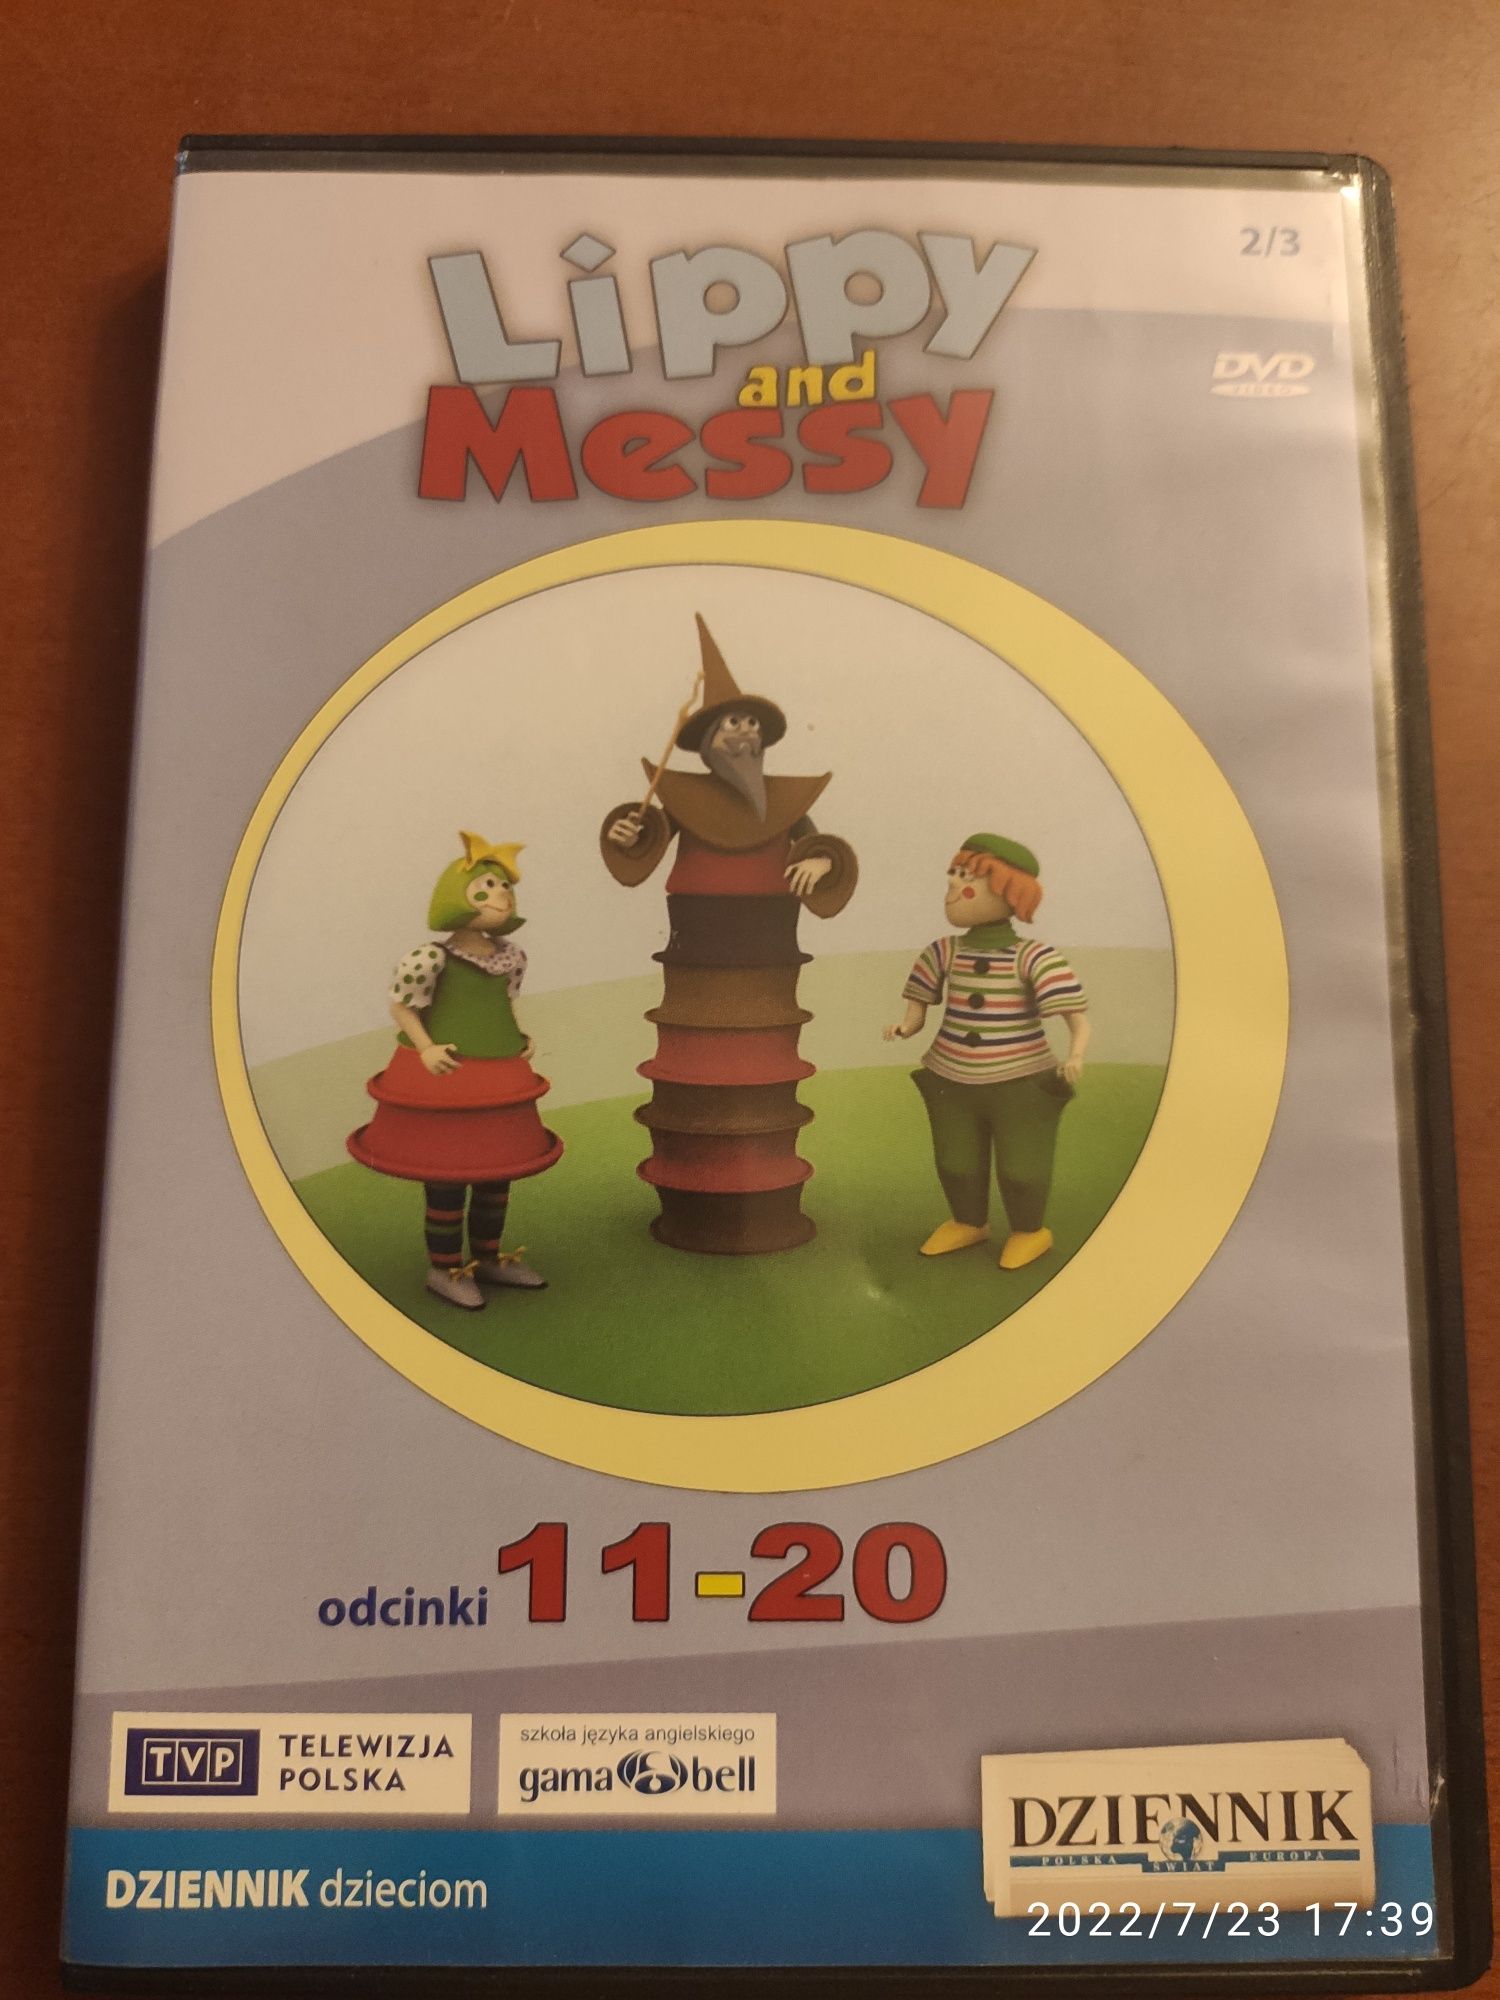 2/3
Lippy
and
Messy
DVD
VIDEO
odcinki 11-20
TVP TELEWIZJA
POLSKA
szkoła języka angielskiego
gama bell
DZIENNIK
POLSKA ŚWIAT EUROPA
DZIENNIK dzieciom
2022/7/23 17:39